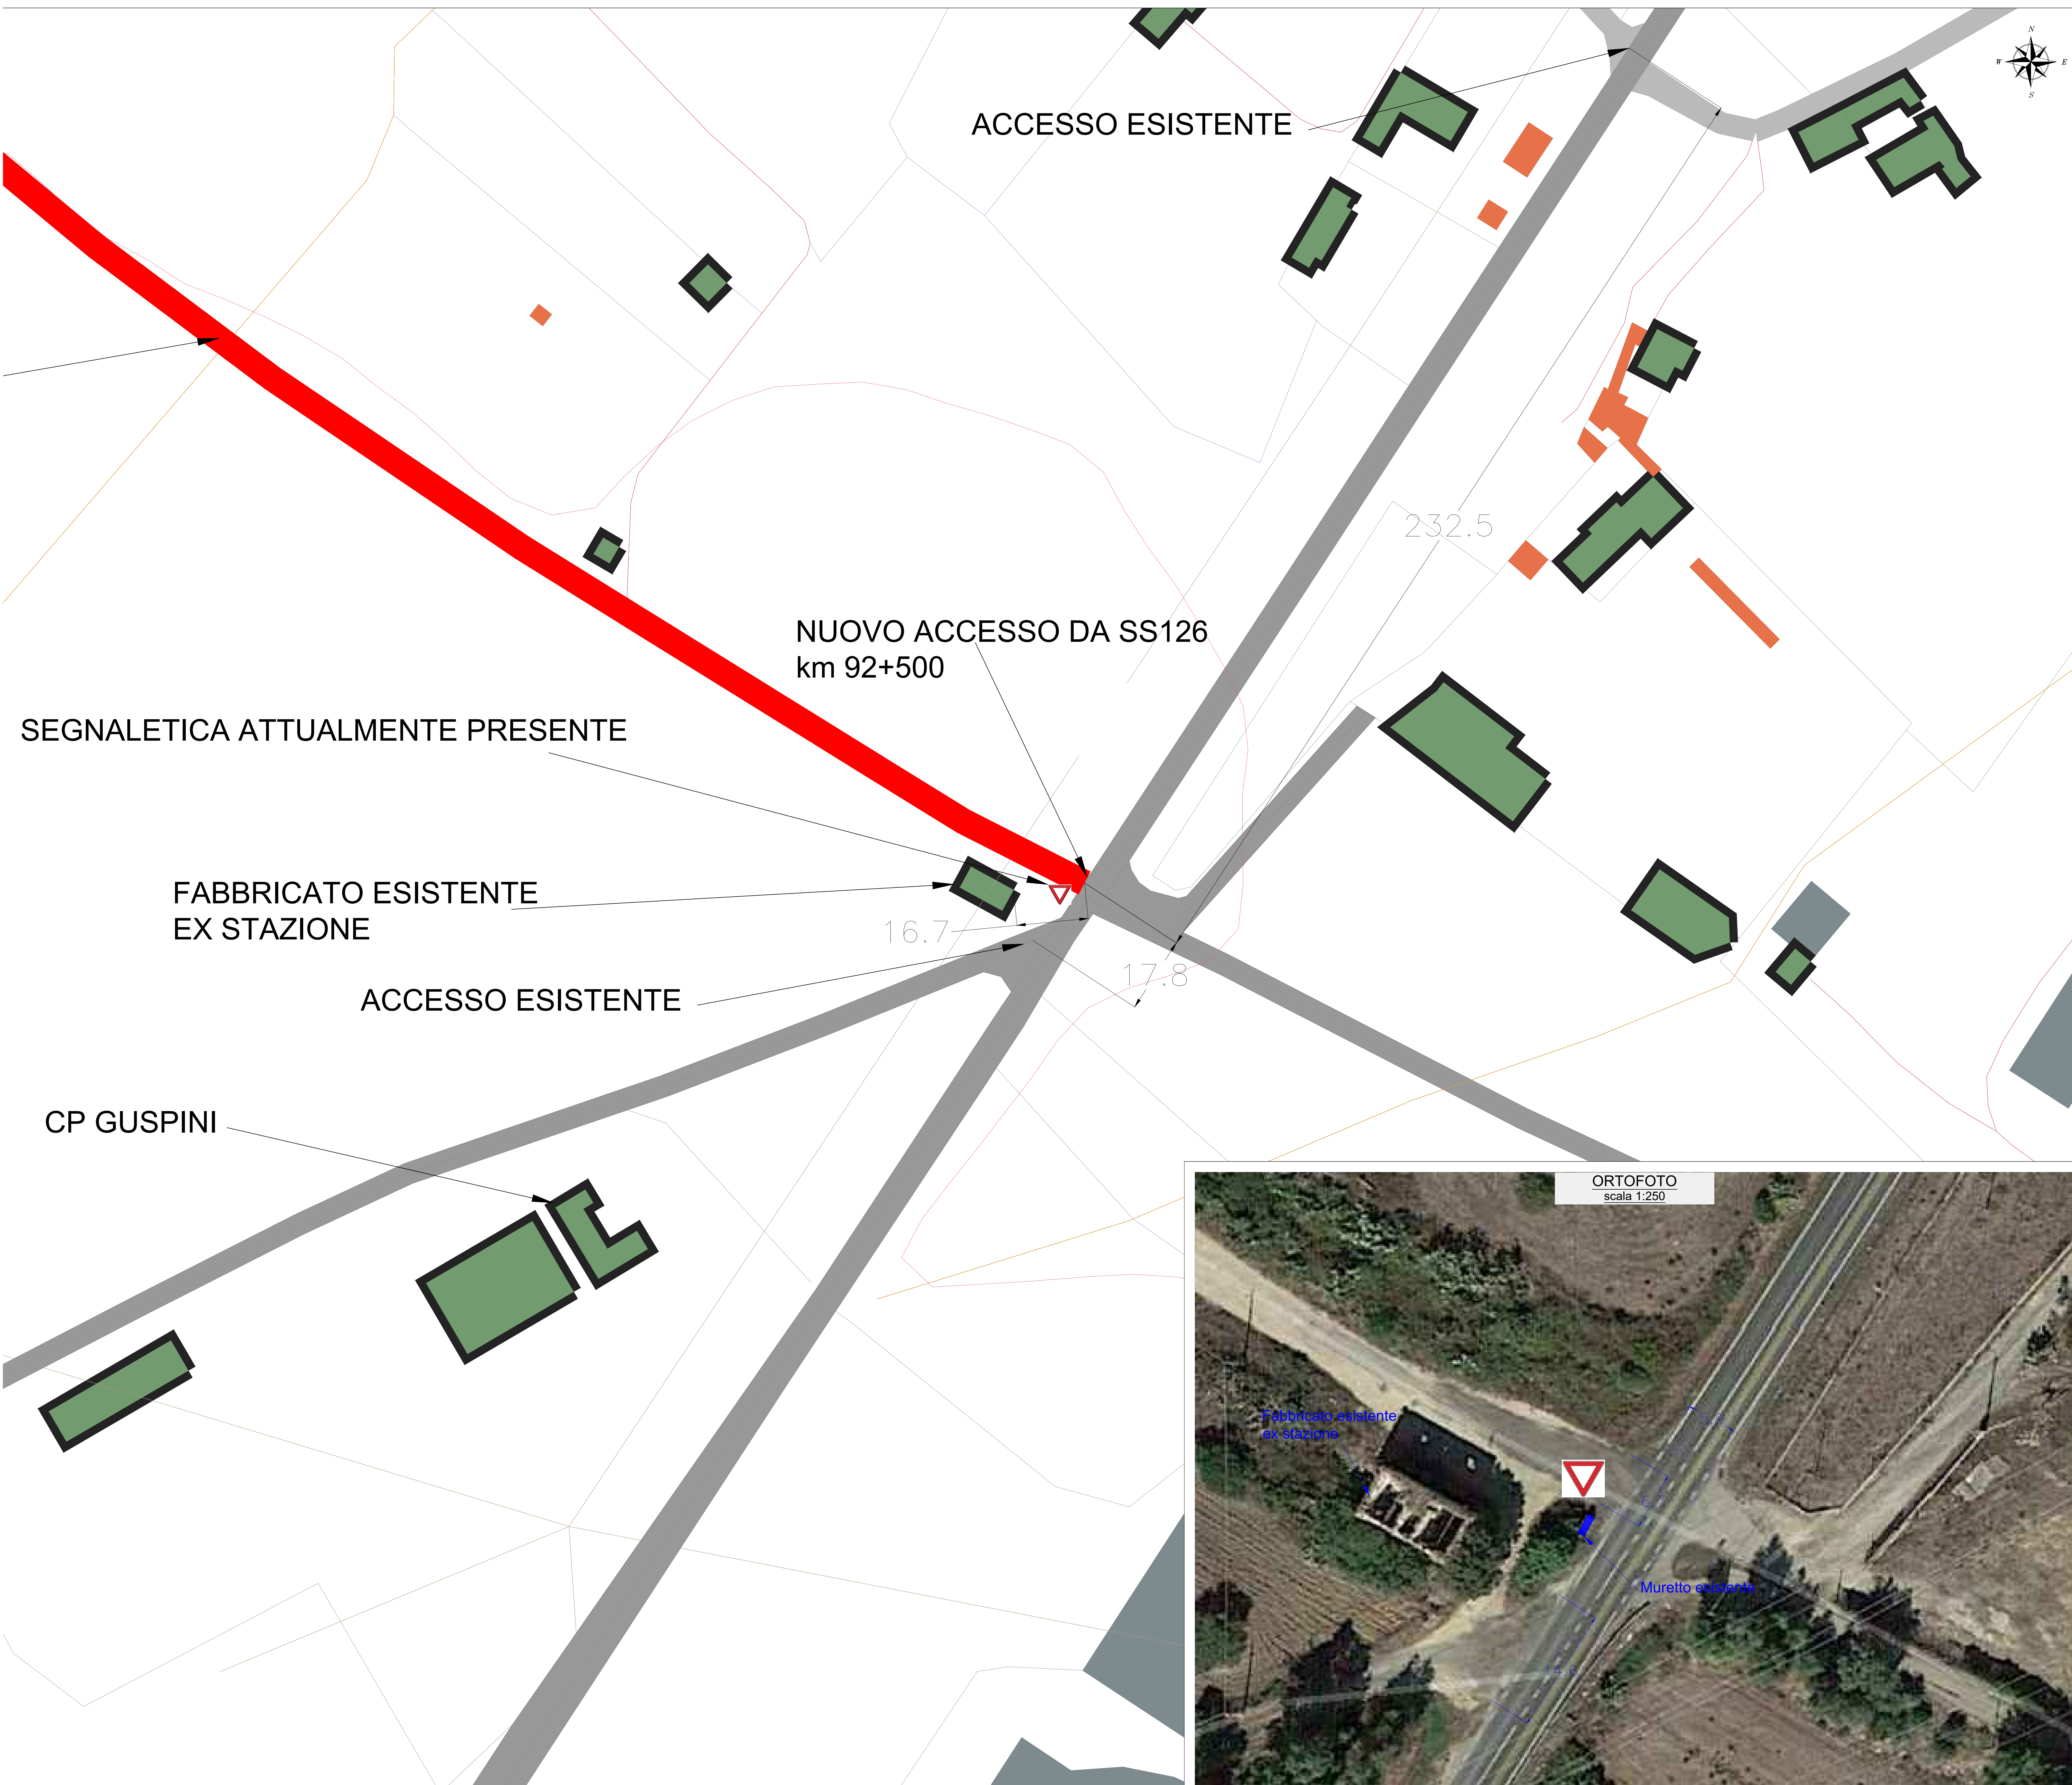 N
W
E
S
ACCESSO ESISTENTE
232.5
NUOVO ACCESSO DA SS126
km 92+500
SEGNALETICA ATTUALMENTE PRESENTE
FABBRICATO ESISTENTE
EX STAZIONE
16.7
17.8
ACCESSO ESISTENTE
CP GUSPINI
ORTOFOTO
scala 1:250
Fabbricato esistente
ex stazione
Muretto esistente